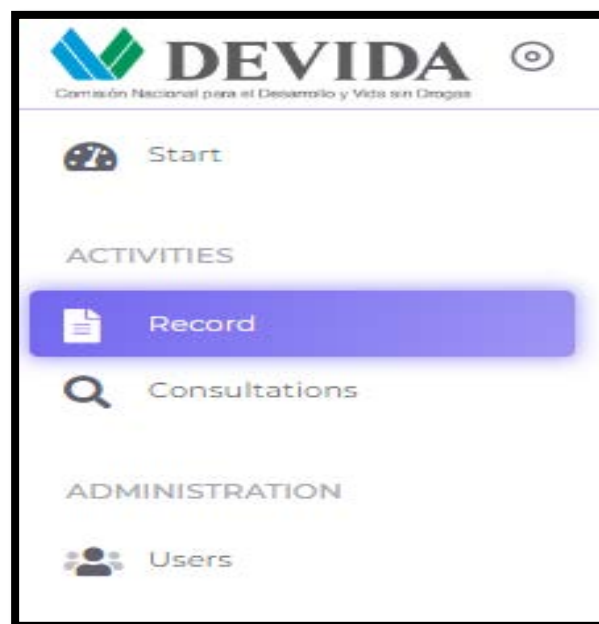 DEVIDA
Comisión Nacional para el Desarrollo y Vida sin Drogas
Start
ACTIVITIES
Record
Consultations
ADMINISTRATION
Users